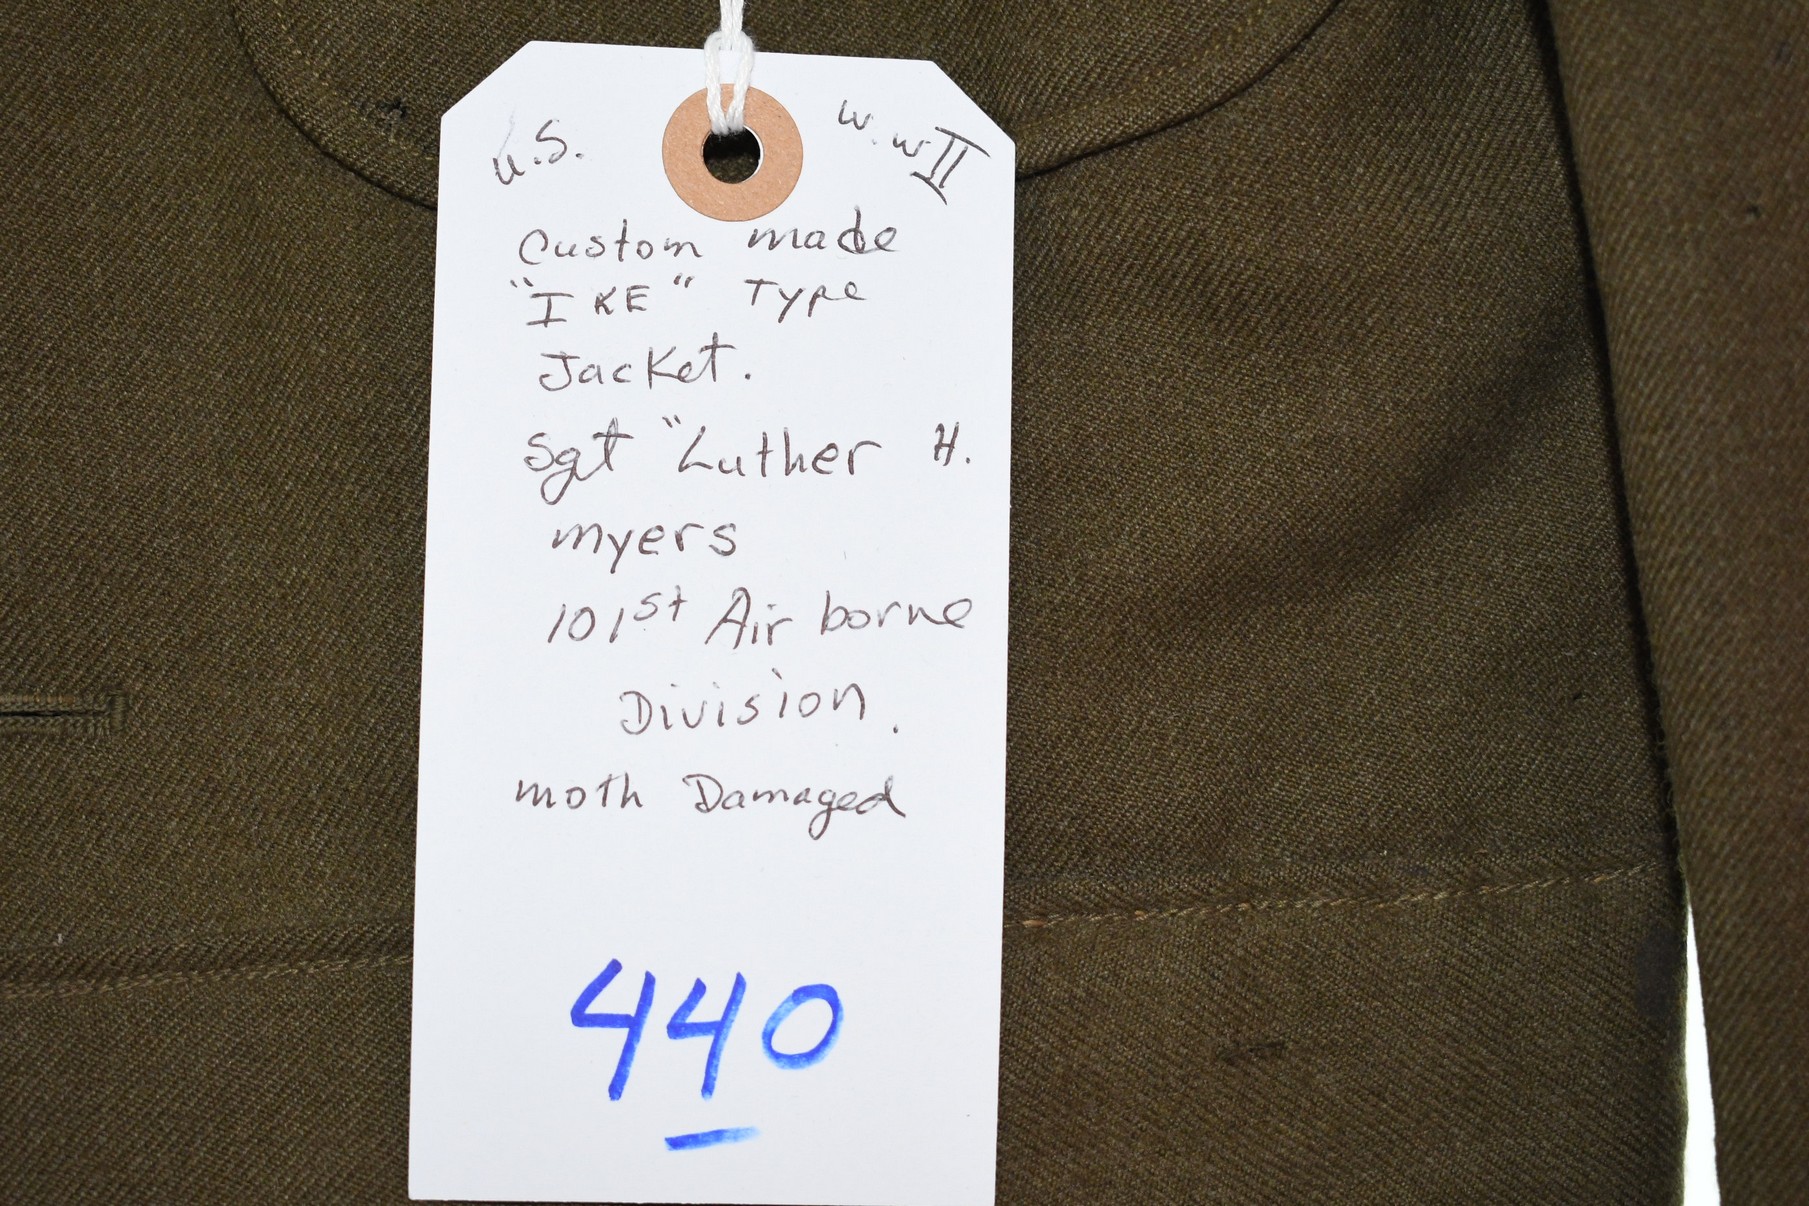 U.S. W.W II
Custom made
"IKE" Type
Jacket.
Sgt "Luther H.
Myers
101st Air borne
Division.
Moth Damaged
440